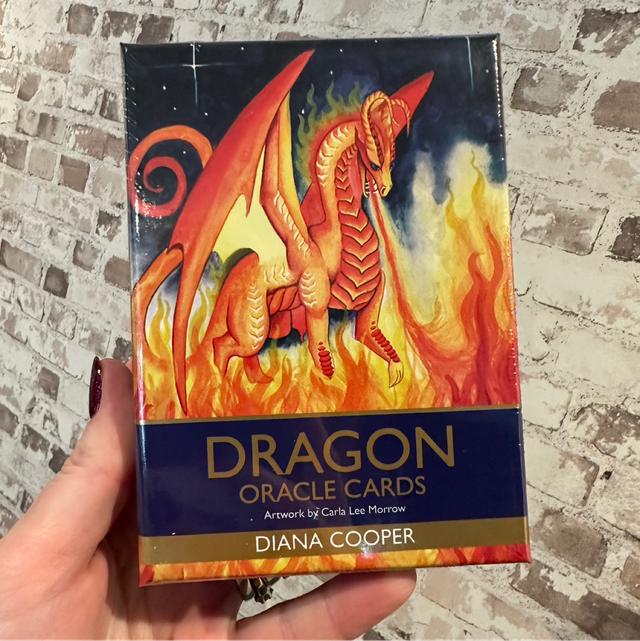 DRAGON
ORACLE CARDS
Artwork by Carla Lee Morrow
DIANA COOPER